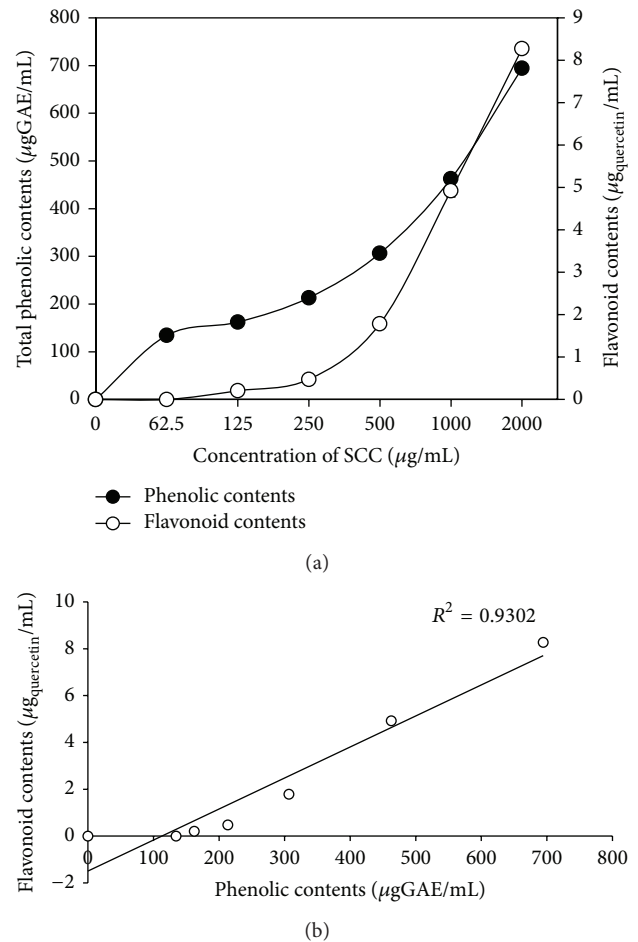 Total phenolic contents (μgGAE/mL)
800
700
600
500
400
300
200
100
0
Flavonoid contents (μg_quercetin/mL)
9
8
7
6
5
4
3
2
1
0
0 62.5 125 250 500 1000 2000
Concentration of SCC (μg/mL)
Phenolic contents
Flavonoid contents
(a)
Flavonoid contents (μg_quercetin/mL)
10
8
6
4
2
0
−2
R² = 0.9302
0 100 200 300 400 500 600 700 800
Phenolic contents (μgGAE/mL)
(b)